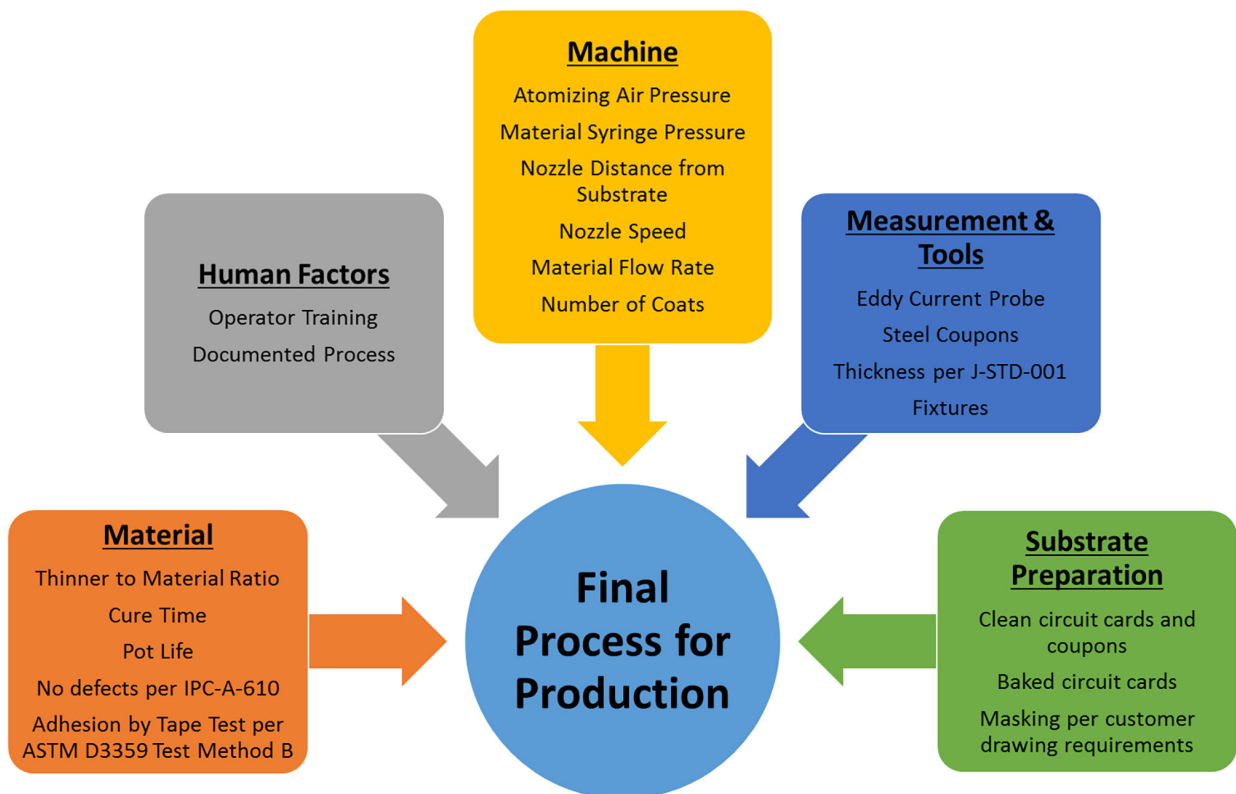 Machine
Atomizing Air Pressure
Material Syringe Pressure
Nozzle Distance from
Substrate
Nozzle Speed
Material Flow Rate
Number of Coats
Human Factors
Operator Training
Documented Process
Measurement &
Tools
Eddy Current Probe
Steel Coupons
Thickness per J-STD-001
Fixtures
Material
Thinner to Material Ratio
Cure Time
Pot Life
No defects per IPC-A-610
Adhesion by Tape Test per
ASTM D3359 Test Method B
Final
Process for
Production
Substrate
Preparation
Clean circuit cards and
coupons
Baked circuit cards
Masking per customer
drawing requirements